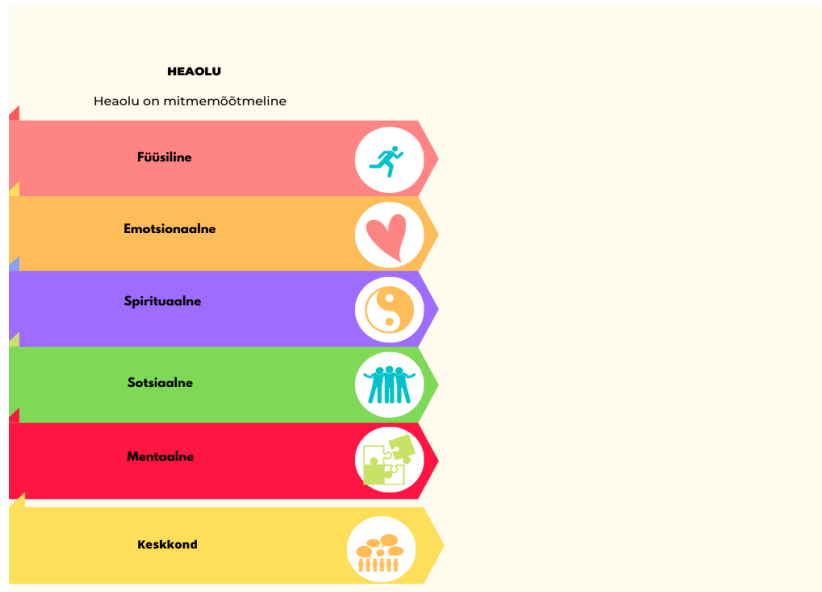 HEAOLU
Heaolu on mitmemõõtmeline
Füüsiline
Emotsionaalne
Spirituaalne
Sotsiaalne
Mentaalne
Keskkond